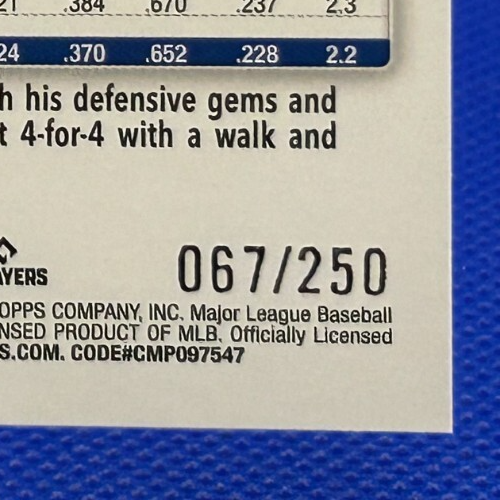 21 .384 .670 .237 2.3
24 .370 .652 .228 2.2
h his defensive gems and
t 4-for-4 with a walk and
AYERS
067/250
OPPS COMPANY, INC. Major League Baseball
NSED PRODUCT OF MLB. Officially Licensed
S.COM. CODE#CMP097547